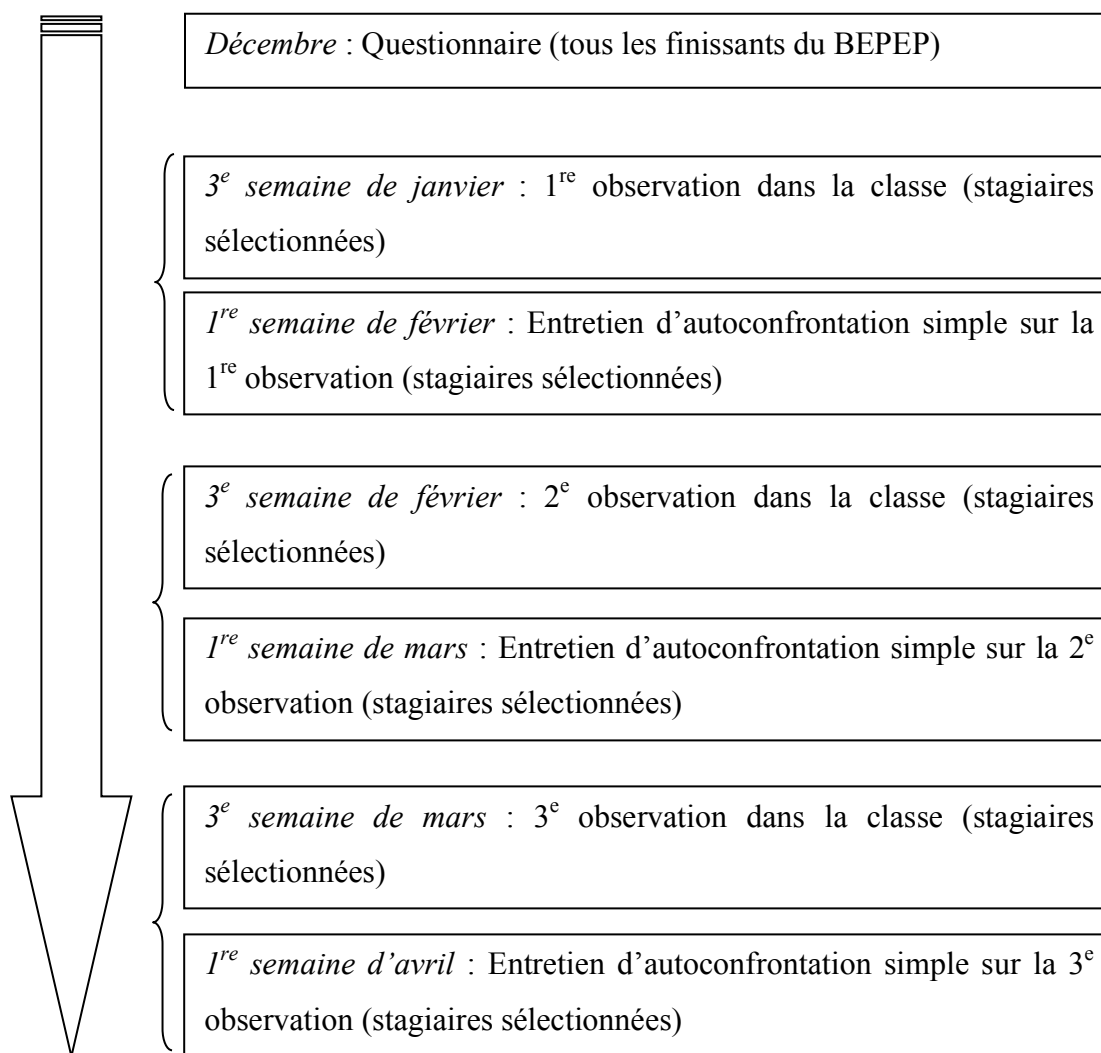 Décembre : Questionnaire (tous les finissants du BEPEP)
3e semaine de janvier : 1re observation dans la classe (stagiaires
sélectionnées)
1re semaine de février : Entretien d’autoconfrontation simple sur la
1re observation (stagiaires sélectionnées)
3e semaine de février : 2e observation dans la classe (stagiaires
sélectionnées)
1re semaine de mars : Entretien d’autoconfrontation simple sur la 2e
observation (stagiaires sélectionnées)
3e semaine de mars : 3e observation dans la classe (stagiaires
sélectionnées)
1re semaine d’avril : Entretien d’autoconfrontation simple sur la 3e
observation (stagiaires sélectionnées)